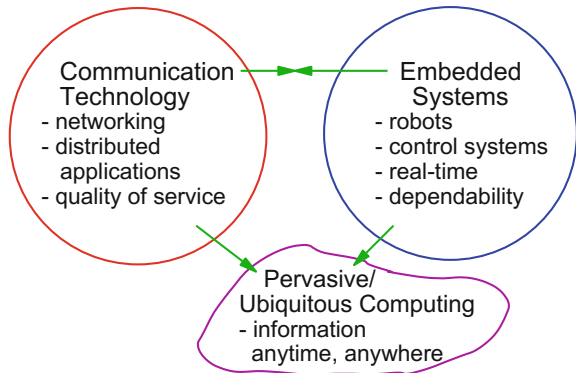 Communication
Technology
- networking
- distributed
applications
- quality of service
Embedded
Systems
- robots
- control systems
- real-time
- dependability
Pervasive/
Ubiquitous Computing
- information
anytime, anywhere